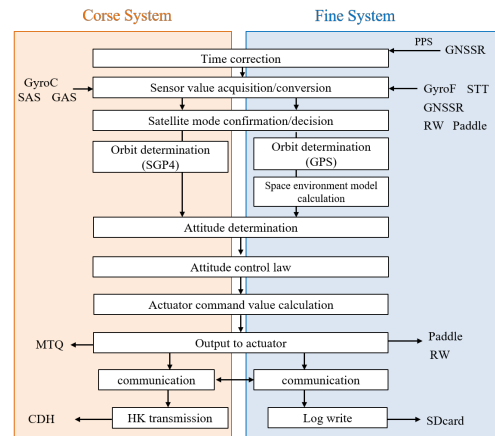 Corse System
Fine System
PPS
GNSSR
Time correction
GyroC
SAS GAS
Sensor value acquisition/conversion
GyroF STT
GNSSR
RW Paddle
Satellite mode confirmation/decision
Orbit determination
(SGP4)
Orbit determination
(GPS)
Space environment model
calculation
Attitude determination
Attitude control law
Actuator command value calculation
MTQ
Output to actuator
Paddle
RW
communication
communication
CDH
HK transmission
Log write
SDcard